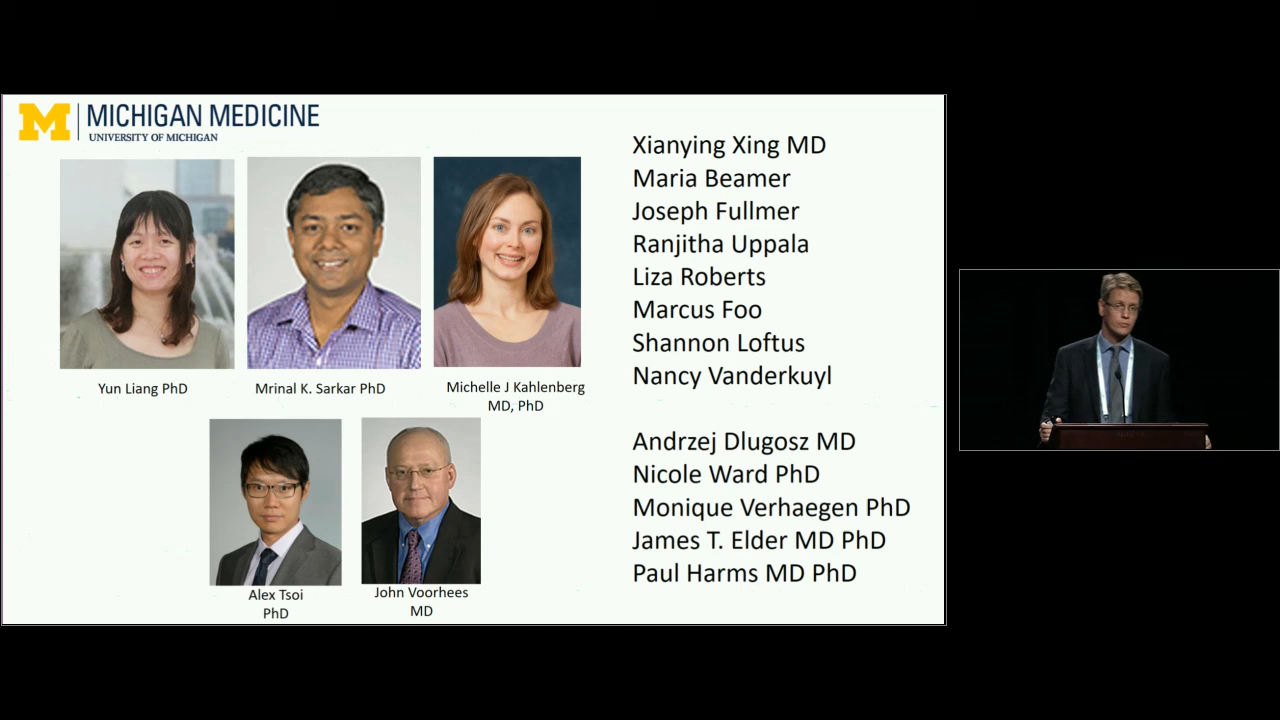 M
MICHIGAN MEDICINE
UNIVERSITY OF MICHIGAN
Yun Liang PhD
Mrinal K. Sarkar PhD
Michelle J Kahlenberg
MD, PhD
Alex Tsoi
PhD
John Voorhees
MD
Xianying Xing MD
Maria Beamer
Joseph Fullmer
Ranjitha Uppala
Liza Roberts
Marcus Foo
Shannon Loftus
Nancy Vanderkuyl
Andrzej Dlugosz MD
Nicole Ward PhD
Monique Verhaegen PhD
James T. Elder MD PhD
Paul Harms MD PhD